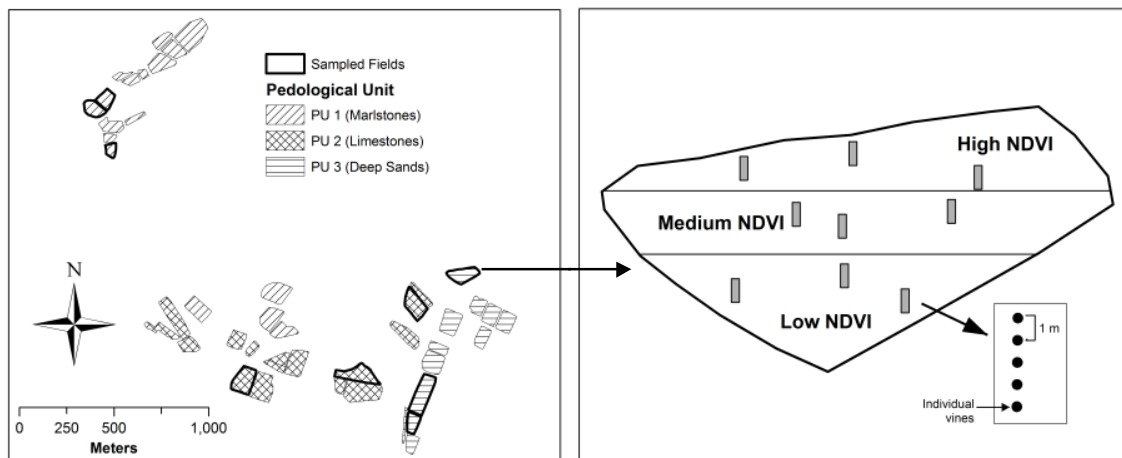 Sampled Fields
Pedological Unit
PU 1 (Marlstones)
PU 2 (Limestones)
PU 3 (Deep Sands)
N
0 250 500 1,000
Meters
High NDVI
Medium NDVI
Low NDVI
1 m
Individual
vines